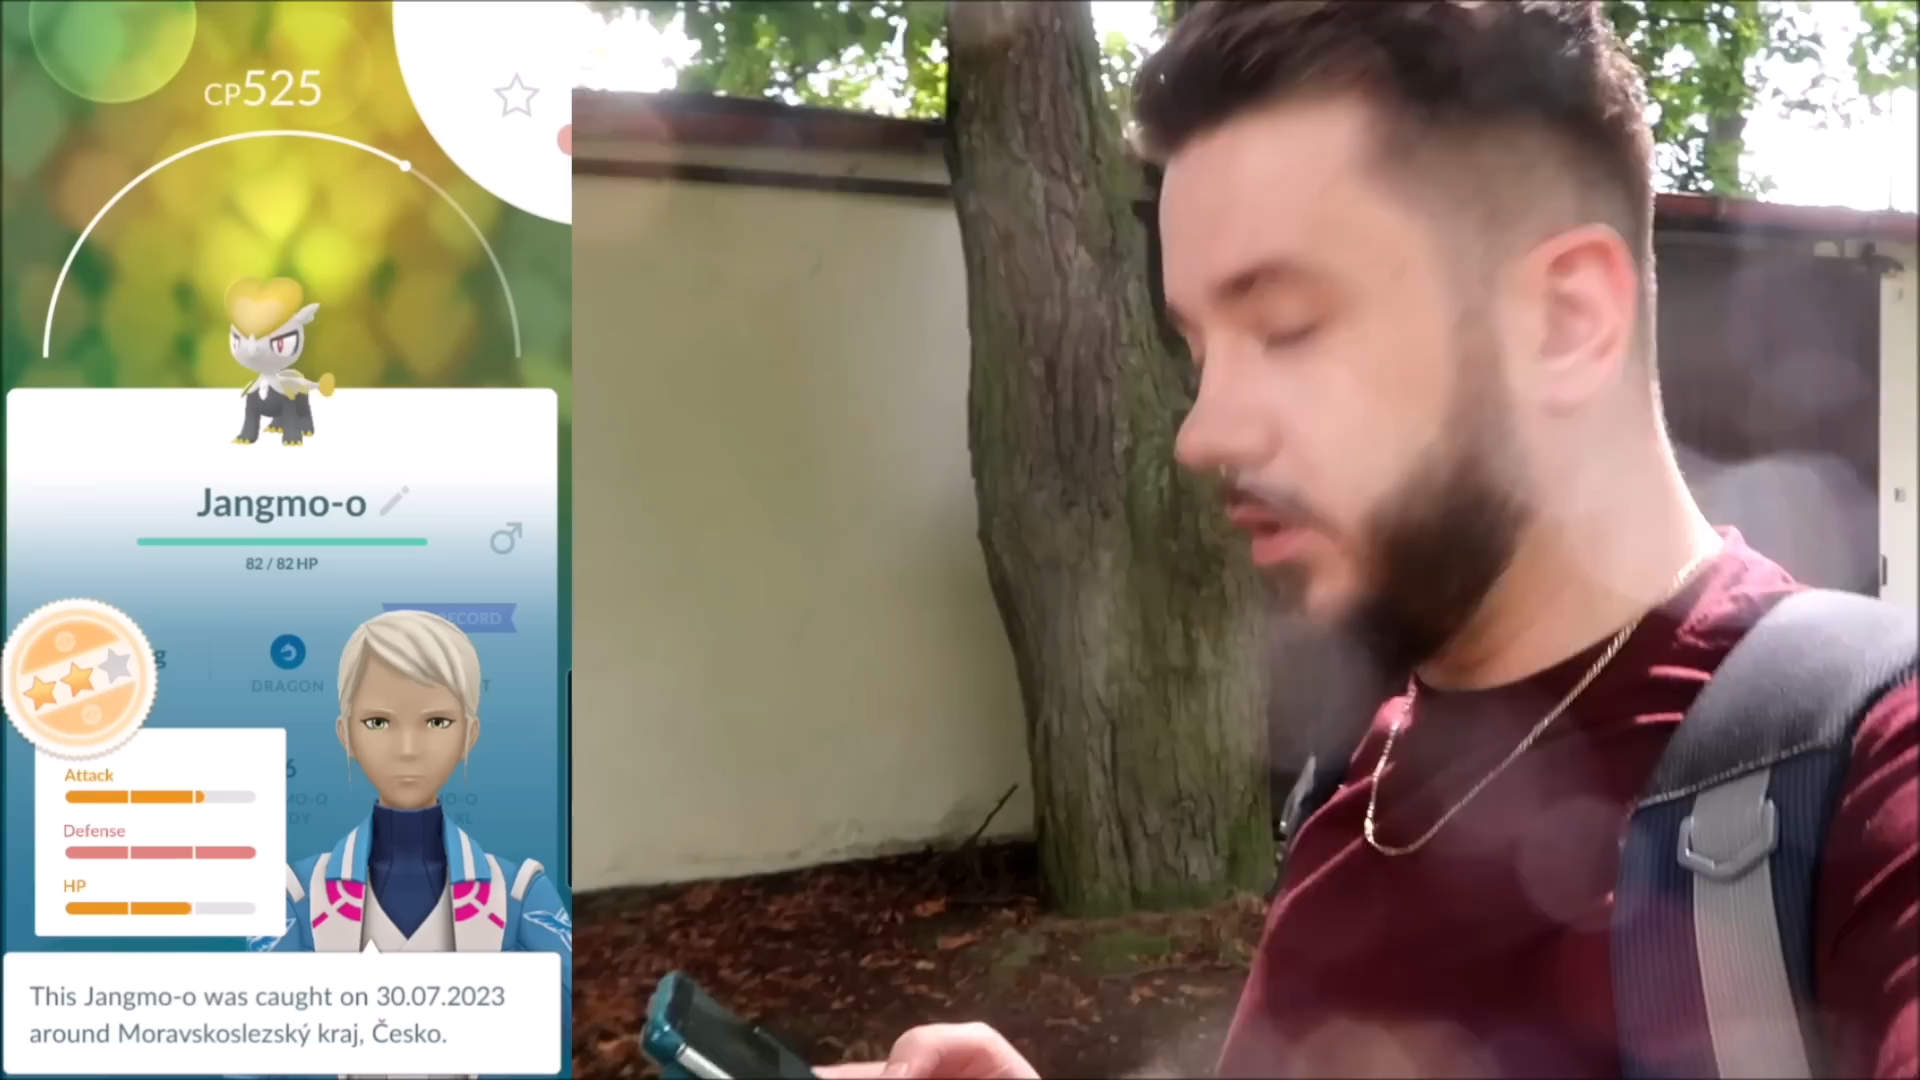 CP525
Jangmo-o
82 / 82 HP
RECORD
DRAGON
Attack
Defense
HP
This Jangmo-o was caught on 30.07.2023
around Moravskoslezský kraj, Česko.